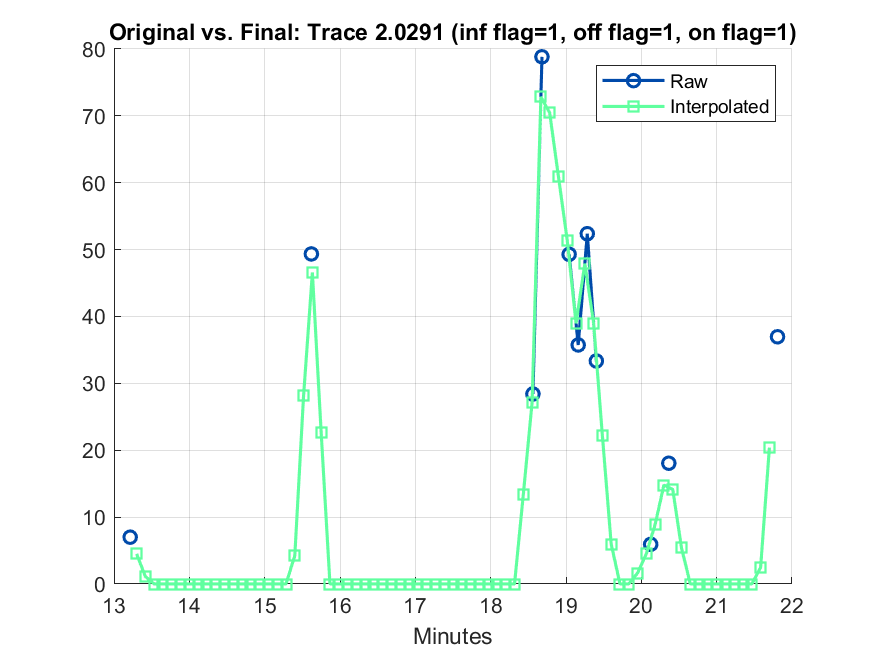 Original vs. Final: Trace 2.0291 (inf flag=1, off flag=1, on flag=1)
80
70
60
50
40
30
20
10
0
Raw
Interpolated
13 14 15 16 17 18 19 20 21 22
Minutes